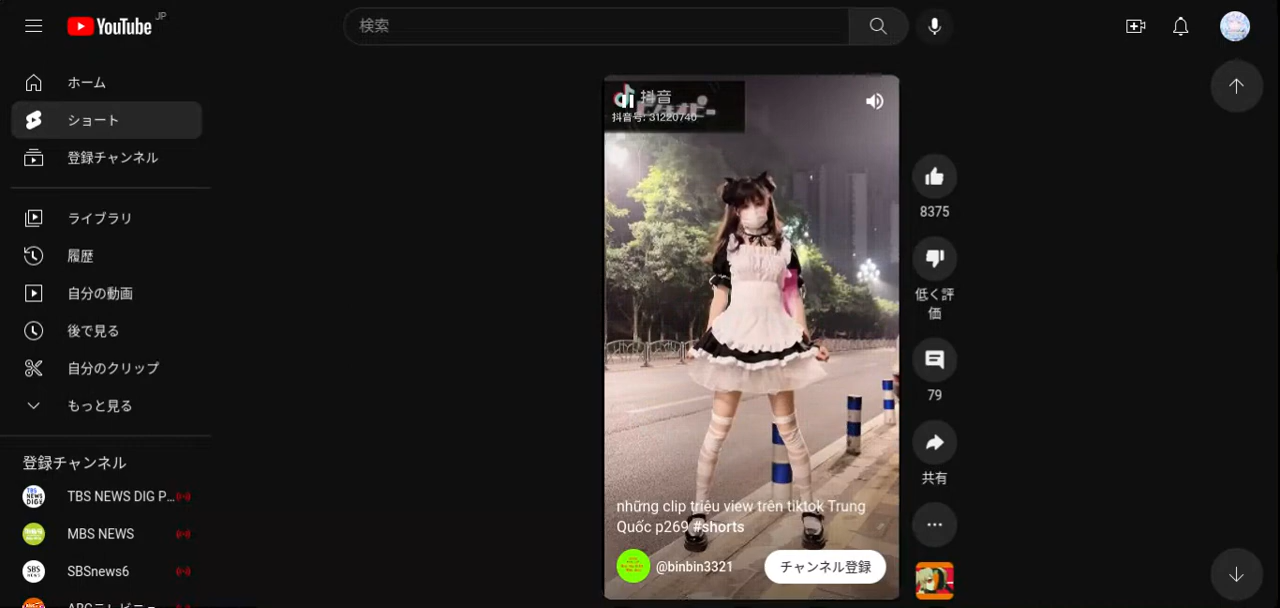 YouTube JP
検索
ホーム
ショート
登録チャンネル
ライブラリ
履歴
自分の動画
後で見る
自分のクリップ
もっと見る
登録チャンネル
TBS NEWS DIG P...
MBS NEWS
SBSnews6
抖音
抖音号: 31220740
những clip triệu view trên tiktok Trung
Quốc p269 #shorts
@binbin3321
チャンネル登録
8375
低く評
価
79
共有